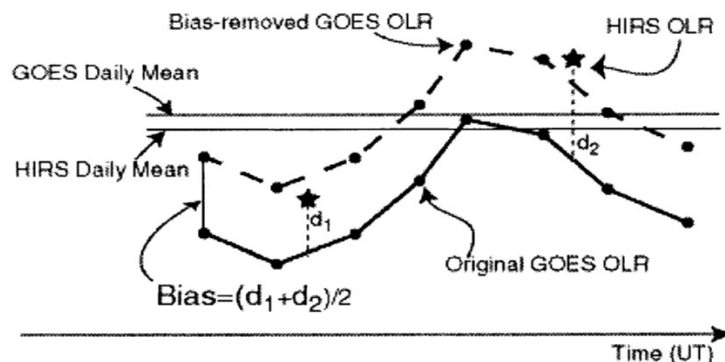 Bias-removed GOES OLR
HIRS OLR
GOES Daily Mean
HIRS Daily Mean
d₁
d₂
Original GOES OLR
Bias=(d₁+d₂)/2
Time (UT)